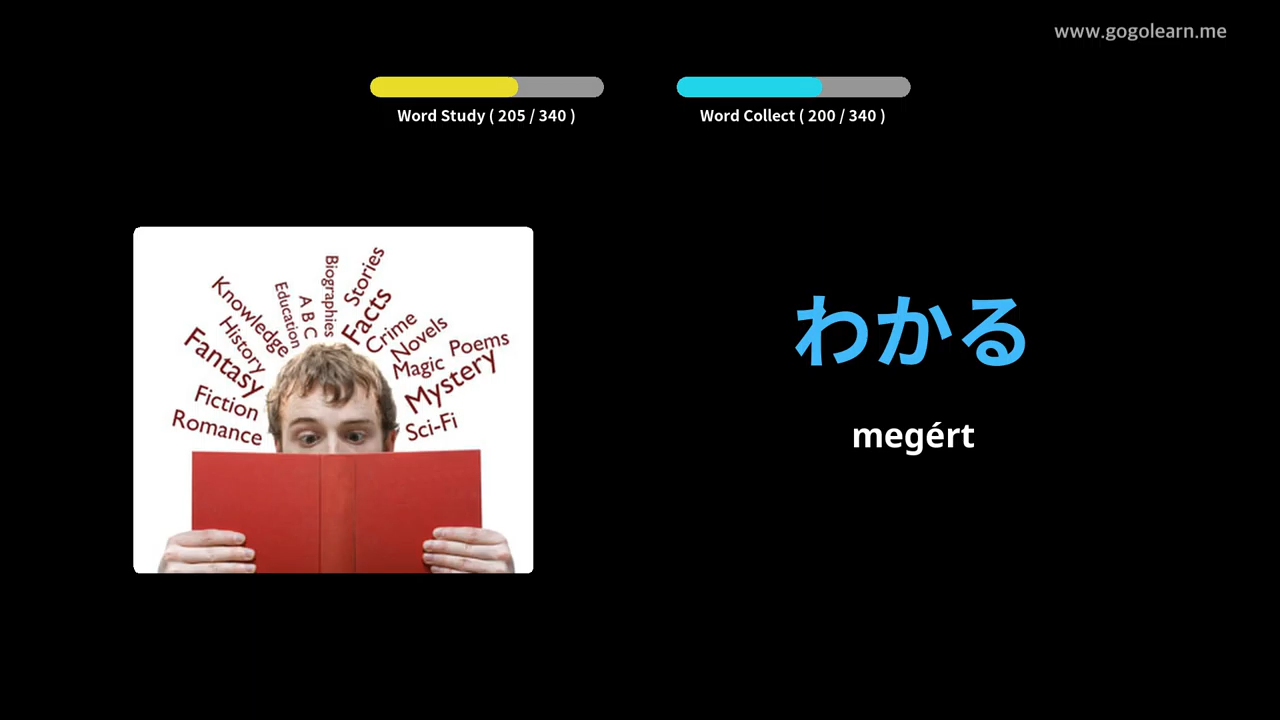 www.gogolearn.me
Word Study ( 205 / 340 )
Word Collect ( 200 / 340 )
Biographies
Stories
Education
A B C
Facts
Knowledge
Crime
History
Novels
Poems
Fantasy
Magic
Mystery
Fiction
Romance
Sci-Fi
わかる
megért